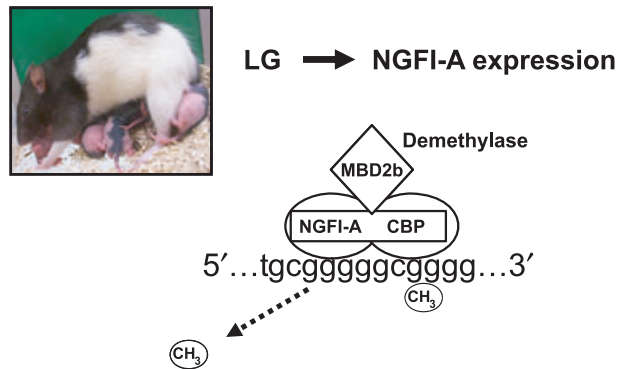 LG → NGFI-A expression
Demethylase
MBD2b
NGFI-A CBP
5′...tgcgggggcgggg...3′
CH₃
CH₃